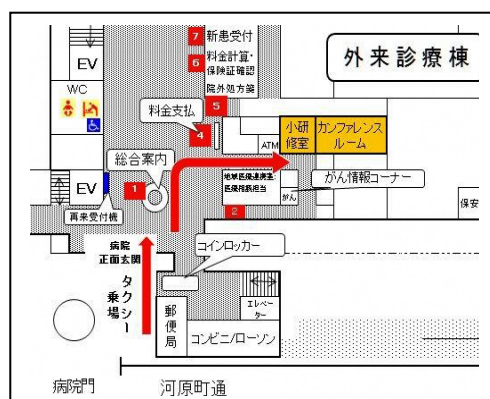 7 新患受付
EV
6 料金計算・
保険証確認
外来診療棟
WC
院外処方箋
5
料金支払
4
ATM
小研
修室
カンファレンス
ルーム
総合案内
地域医療連携室:
医療相談担当
がん情報コーナー
EV
1
がん
2
保安
再来受付機
病院
正面玄関
コインロッカー
タクシー
乗場
郵便局
エレベ
ーター
コンビニ/ローソン
病院門
河原町通